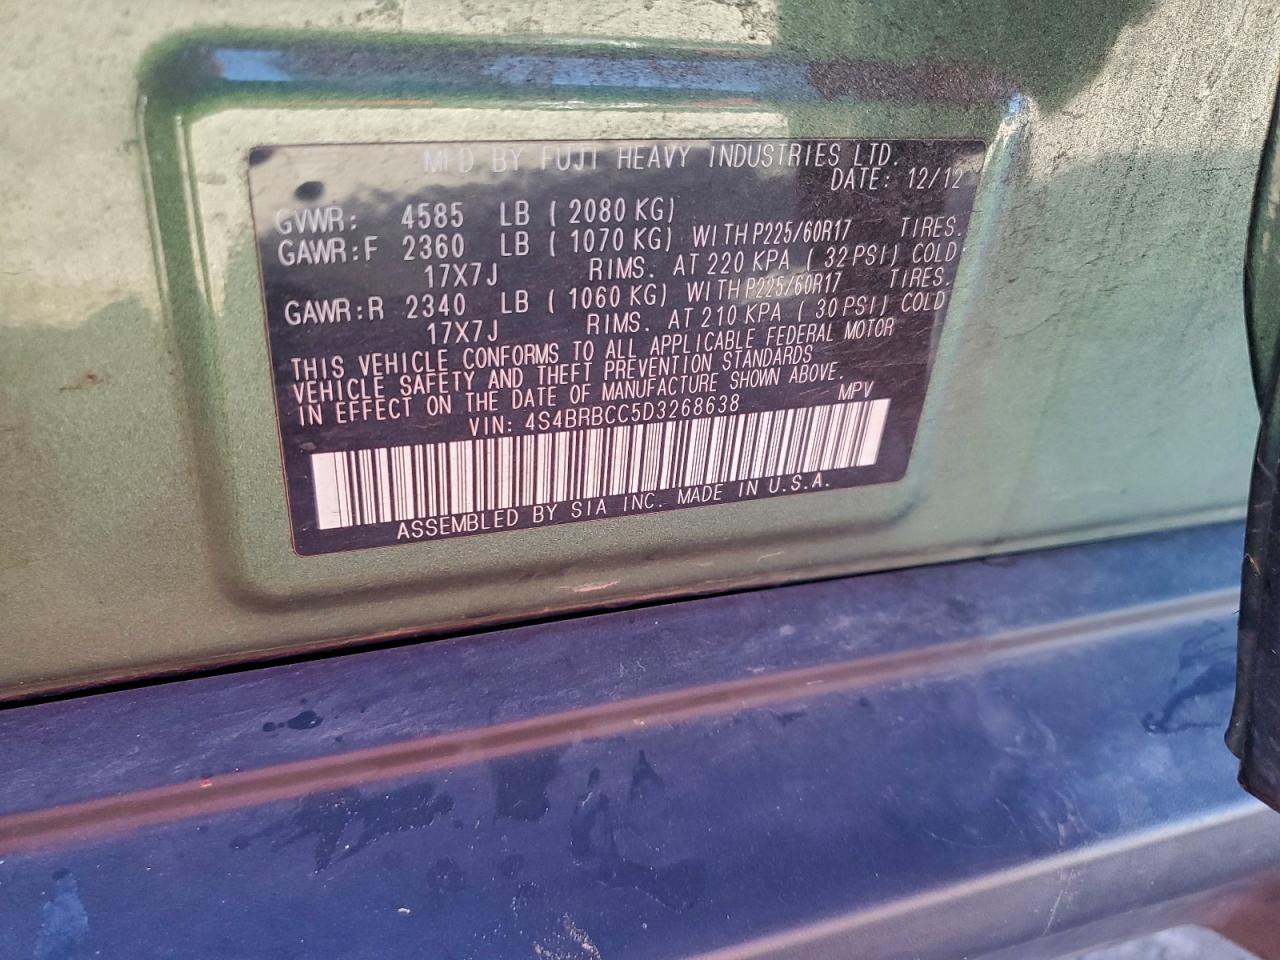 MFD BY FUJI HEAVY INDUSTRIES LTD.
DATE: 12/12
GVWR: 4585 LB ( 2080 KG)
GAWR:F 2360 LB ( 1070 KG) WITH P225/60R17 TIRES.
17X7J RIMS. AT 220 KPA ( 32 PSI) COLD
GAWR:R 2340 LB ( 1060 KG) WITH P225/60R17 TIRES.
17X7J RIMS. AT 210 KPA ( 30 PSI) COLD
THIS VEHICLE CONFORMS TO ALL APPLICABLE FEDERAL MOTOR
VEHICLE SAFETY AND THEFT PREVENTION STANDARDS
IN EFFECT ON THE DATE OF MANUFACTURE SHOWN ABOVE.
VIN: 4S4BRBCC5D3268638 MPV
ASSEMBLED BY SIA INC. MADE IN U.S.A.